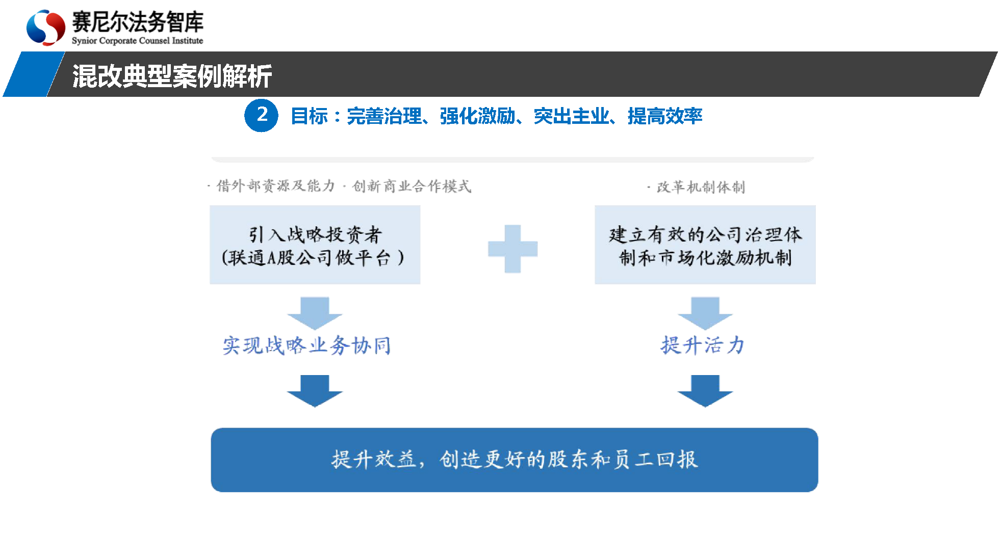 赛尼尔法务智库
Synior Corporate Counsel Institute
混改典型案例解析
2 目标：完善治理、强化激励、突出主业、提高效率
· 借外部资源及能力 · 创新商业合作模式
· 改革机制体制
引入战略投资者
(联通A股公司做平台)
建立有效的公司治理体
制和市场化激励机制
实现战略业务协同
提升活力
提升效益，创造更好的股东和员工回报